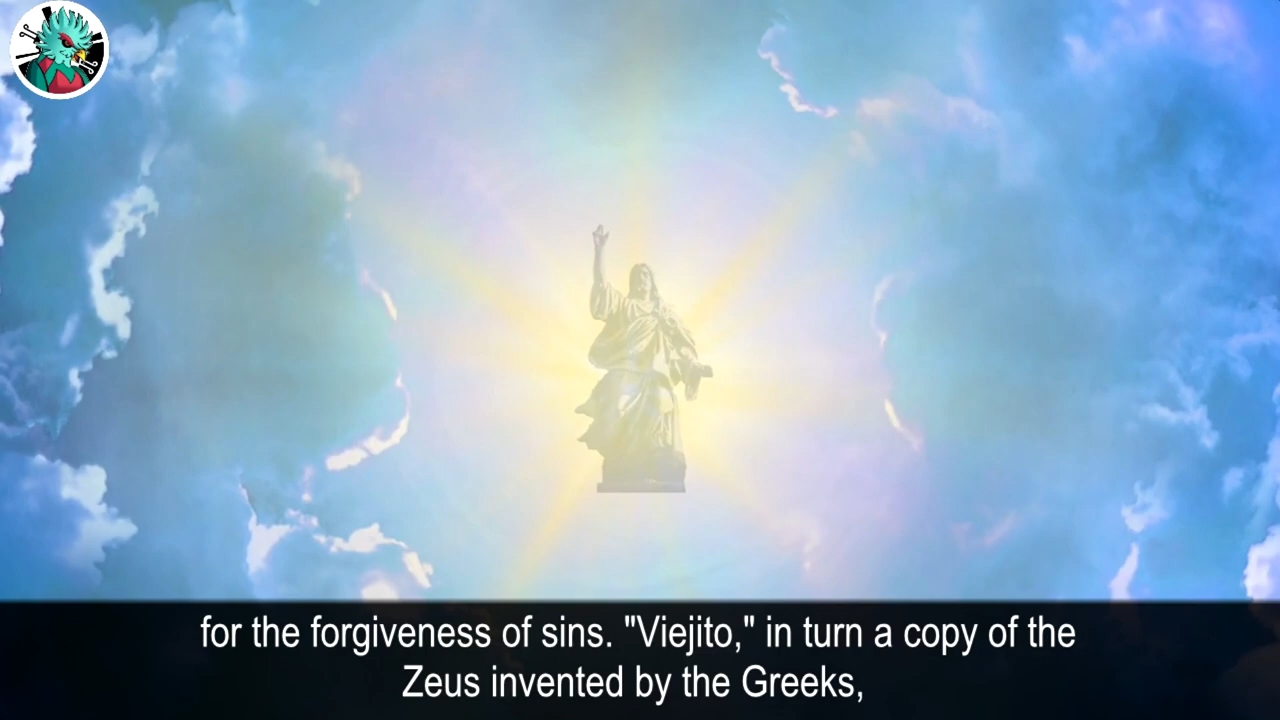 for the forgiveness of sins. "Viejito," in turn a copy of the
Zeus invented by the Greeks,